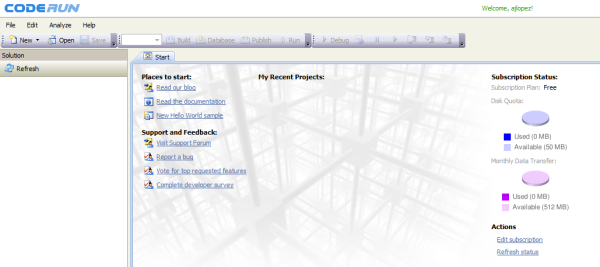 CODERUN
Welcome, ajlopez!
File Edit Analyze Help
New Open Save Build Database Publish Run Debug
Solution
Refresh
Start
Places to start:
Read our blog
Read the documentation
New Hello World sample
Support and Feedback:
Visit Support Forum
Report a bug
Vote for top requested features
Complete developer survey
My Recent Projects:
Subscription Status:
Subscription Plan: Free
Disk Quota:
Used (0 MB)
Available (50 MB)
Monthly Data Transfer:
Used (0 MB)
Available (512 MB)
Actions
Edit subscription
Refresh status